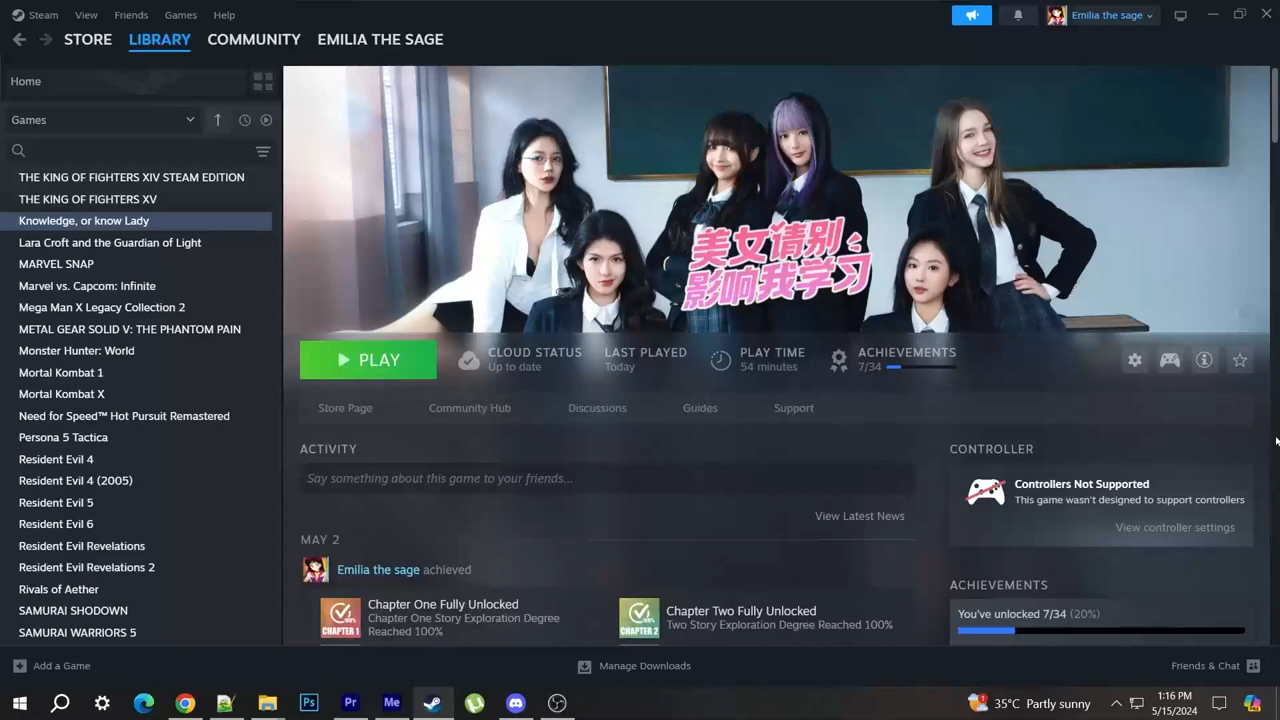 Steam View Friends Games Help
Emilia the sage
STORE LIBRARY COMMUNITY EMILIA THE SAGE
Home
Games
THE KING OF FIGHTERS XIV STEAM EDITION
THE KING OF FIGHTERS XV
Knowledge, or know Lady
Lara Croft and the Guardian of Light
MARVEL SNAP
Marvel vs. Capcom: Infinite
Mega Man X Legacy Collection 2
METAL GEAR SOLID V: THE PHANTOM PAIN
Monster Hunter: World
Mortal Kombat 1
Mortal Kombat X
Need for Speed™ Hot Pursuit Remastered
Persona 5 Tactica
Resident Evil 4
Resident Evil 4 (2005)
Resident Evil 5
Resident Evil 6
Resident Evil Revelations
Resident Evil Revelations 2
Rivals of Aether
SAMURAI SHODOWN
SAMURAI WARRIORS 5
美女请别
影响我学习
PLAY
CLOUD STATUS
Up to date
LAST PLAYED
Today
PLAY TIME
54 minutes
ACHIEVEMENTS
7/34
Store Page Community Hub Discussions Guides Support
ACTIVITY
Say something about this game to your friends...
View Latest News
MAY 2
Emilia the sage achieved
100%
CHAPTER 1
Chapter One Fully Unlocked
Chapter One Story Exploration Degree
Reached 100%
100%
CHAPTER 2
Chapter Two Fully Unlocked
Two Story Exploration Degree Reached 100%
CONTROLLER
Controllers Not Supported
This game wasn't designed to support controllers
View controller settings
ACHIEVEMENTS
You've unlocked 7/34 (20%)
Add a Game
Manage Downloads
Friends & Chat
Ps
Pr
Me
1
35°C Partly sunny
1:16 PM
5/15/2024
PRE